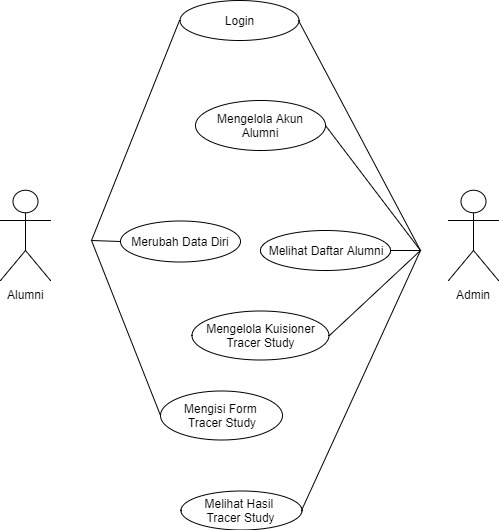 Login
Mengelola Akun
Alumni
Merubah Data Diri
Melihat Daftar Alumni
Alumni
Admin
Mengelola Kuisioner
Tracer Study
Mengisi Form
Tracer Study
Melihat Hasil
Tracer Study